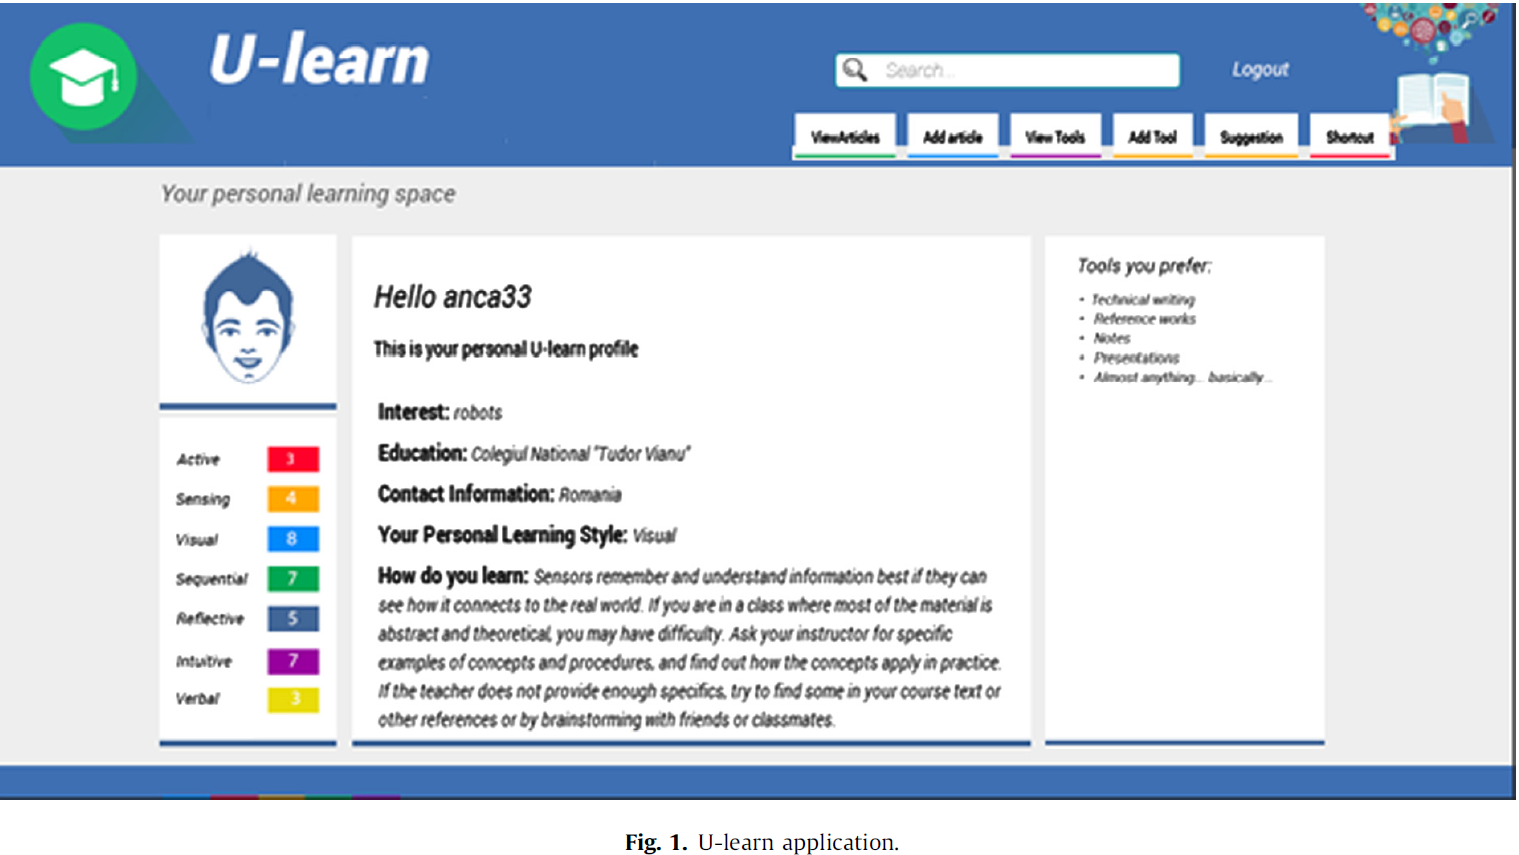 U-learn
Search...
Logout
ViewArticles
Add article
View Tools
Add Tool
Suggestion
Shortcut
Your personal learning space
Active 3
Sensing 4
Visual 8
Sequential 7
Reflective 5
Intuitive 7
Verbal 3
Hello anca33
This is your personal U-learn profile
Interest: robots
Education: Colegiul National "Tudor Vianu"
Contact Information: Romania
Your Personal Learning Style: Visual
How do you learn: Sensors remember and understand information best if they can
see how it connects to the real world. If you are in a class where most of the material is
abstract and theoretical, you may have difficulty. Ask your instructor for specific
examples of concepts and procedures, and find out how the concepts apply in practice.
If the teacher does not provide enough specifics, try to find some in your course text or
other references or by brainstorming with friends or classmates.
Tools you prefer:
• Technical writing
• Reference works
• Notes
• Presentations
• Almost anything... basically...
Fig. 1. U-learn application.